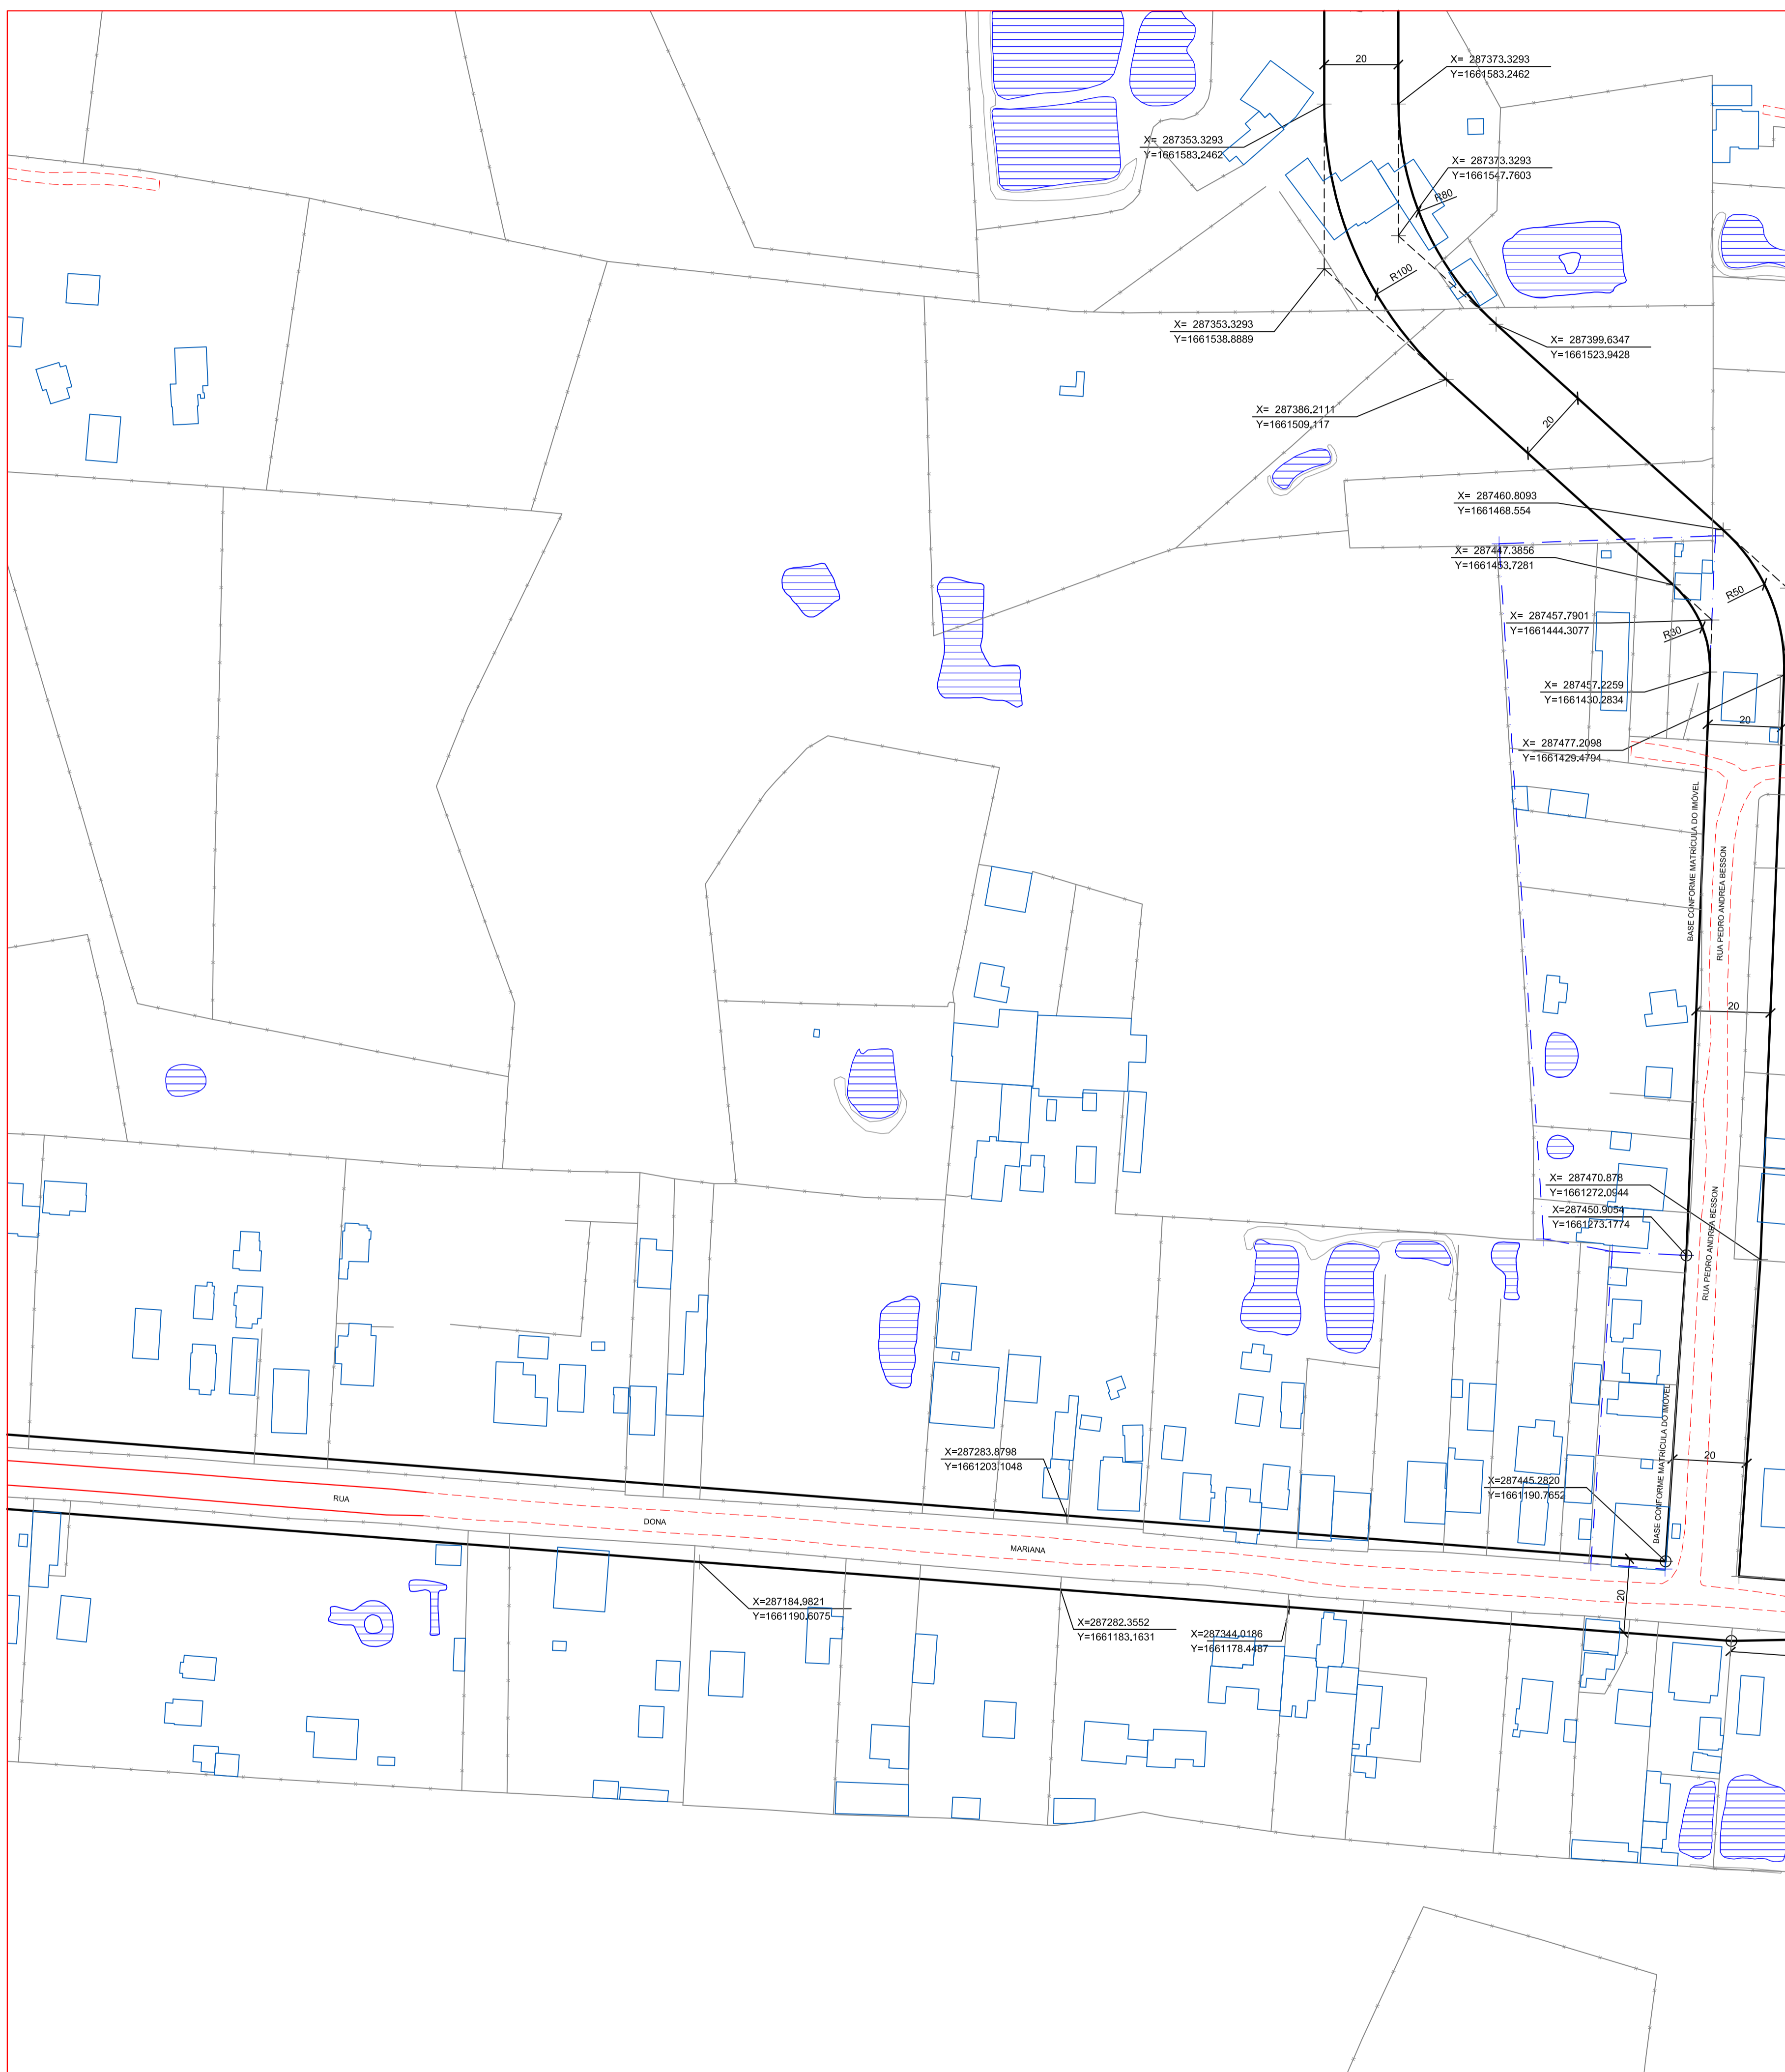 20
X= 287373.3293
Y=1661583.2462
X= 287353.3293
Y=1661583.2462
X= 287373.3293
Y=1661547.7603
R80
R100
X= 287353.3293
Y=1661538.8889
X= 287399.6347
Y=1661523.9428
X= 287386.2111
Y=1661509.117
20
X= 287460.8093
Y=1661468.554
X= 287447.3856
Y=1661453.7281
R50
X= 287457.7901
Y=1661444.3077
R30
X= 287457.2259
Y=1661430.2834
20
X= 287477.2098
Y=1661429.4794
BASE CONFORME MATRÍCULA DO IMÓVEL
RUA PEDRO ANDREA BESSON
20
X= 287470.878
Y=1661272.0944
X=287450.9054
Y=1661273.1774
RUA PEDRO ANDREA BESSON
BASE CONFORME MATRÍCULA DO IMÓVEL
20
X=287283.8798
Y=1661203.1048
X=287445.2820
Y=1661190.7652
RUA
DONA
MARIANA
20
X=287184.9821
Y=1661190.6075
X=287282.3552
Y=1661183.1631
X=287344.0186
Y=1661178.4487